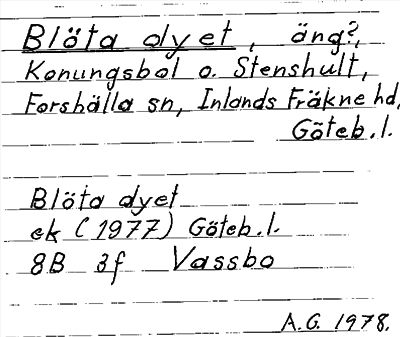 Blöta dyet, äng?,
Konungsbol o. Stenshult,
Forshälla sn, Inlands Fräkne hd,
Göteb. l.
Blöta dyet
ek (1977) Göteb. l.
8B 3f Vassbo
A.G. 1978.